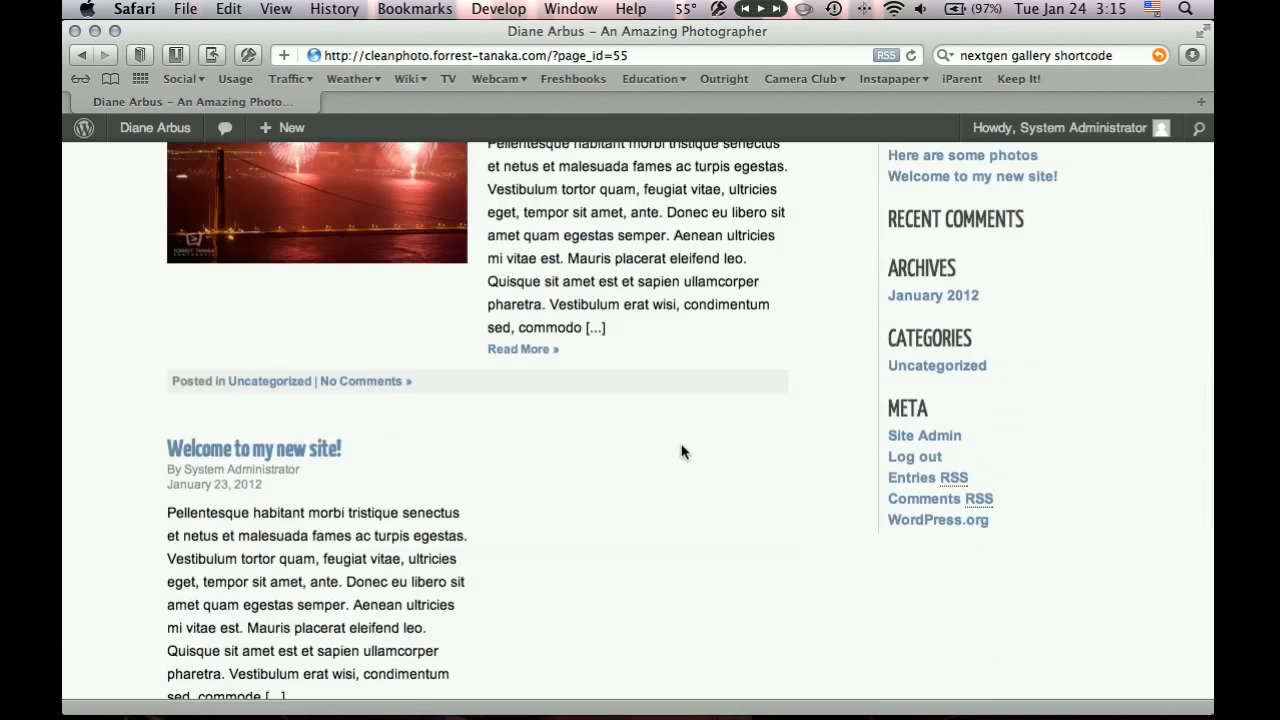 Safari File Edit View History Bookmarks Develop Window Help 55° (97%) Tue Jan 24 3:15
Diane Arbus – An Amazing Photographer
http://cleanphoto.forrest-tanaka.com/?page_id=55 RSS nextgen gallery shortcode
Social Usage Traffic Weather Wiki TV Webcam Freshbooks Education Outright Camera Club Instapaper iParent Keep It!
Diane Arbus – An Amazing Photo...
Diane Arbus New Howdy, System Administrator
Pellentesque habitant morbi tristique senectus
et netus et malesuada fames ac turpis egestas.
Vestibulum tortor quam, feugiat vitae, ultricies
eget, tempor sit amet, ante. Donec eu libero sit
amet quam egestas semper. Aenean ultricies
mi vitae est. Mauris placerat eleifend leo.
Quisque sit amet est et sapien ullamcorper
pharetra. Vestibulum erat wisi, condimentum
sed, commodo [...]
Read More »
FORREST TANAKA
Posted in Uncategorized | No Comments »
Welcome to my new site!
By System Administrator
January 23, 2012
Pellentesque habitant morbi tristique senectus
et netus et malesuada fames ac turpis egestas.
Vestibulum tortor quam, feugiat vitae, ultricies
eget, tempor sit amet, ante. Donec eu libero sit
amet quam egestas semper. Aenean ultricies
mi vitae est. Mauris placerat eleifend leo.
Quisque sit amet est et sapien ullamcorper
pharetra. Vestibulum erat wisi, condimentum
sed, commodo [...]
Here are some photos
Welcome to my new site!
RECENT COMMENTS
ARCHIVES
January 2012
CATEGORIES
Uncategorized
META
Site Admin
Log out
Entries RSS
Comments RSS
WordPress.org